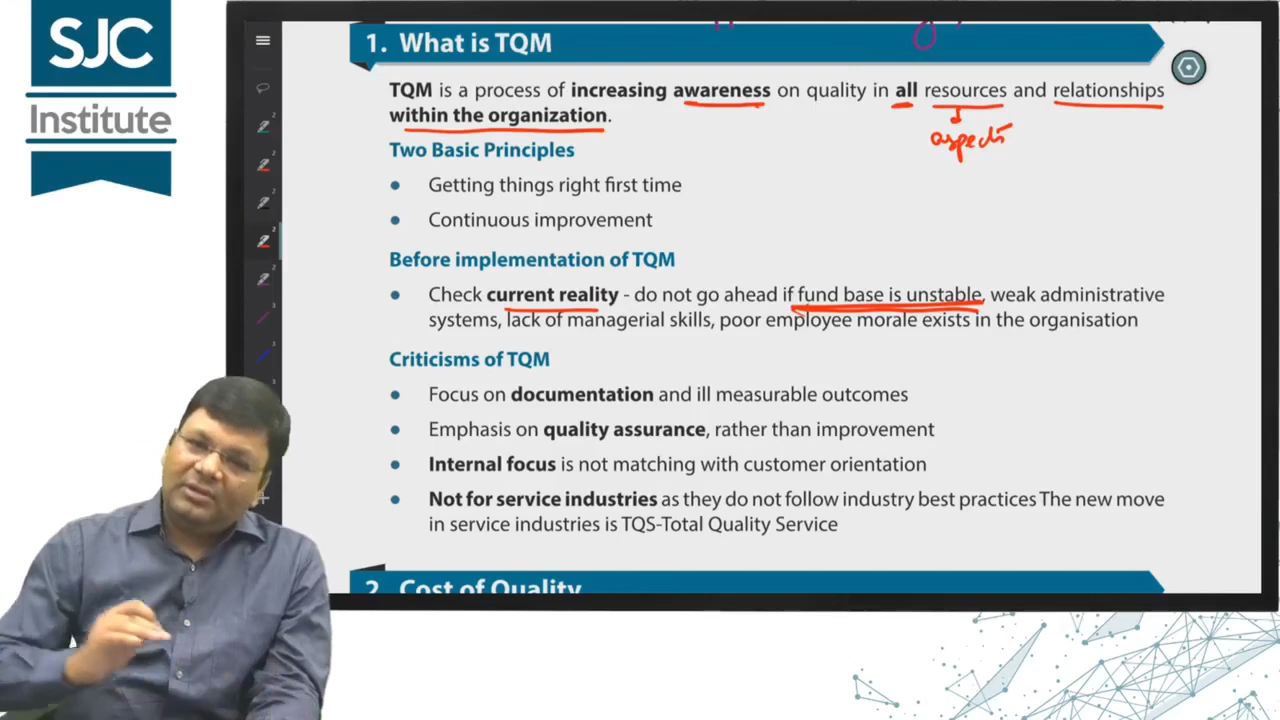 SJC
Institute
1. What is TQM
TQM is a process of increasing awareness on quality in all resources and relationships
within the organization.
aspects
Two Basic Principles
● Getting things right first time
● Continuous improvement
Before implementation of TQM
● Check current reality - do not go ahead if fund base is unstable, weak administrative
systems, lack of managerial skills, poor employee morale exists in the organisation
Criticisms of TQM
● Focus on documentation and ill measurable outcomes
● Emphasis on quality assurance, rather than improvement
● Internal focus is not matching with customer orientation
● Not for service industries as they do not follow industry best practices The new move
in service industries is TQS-Total Quality Service
2. Cost of Quality